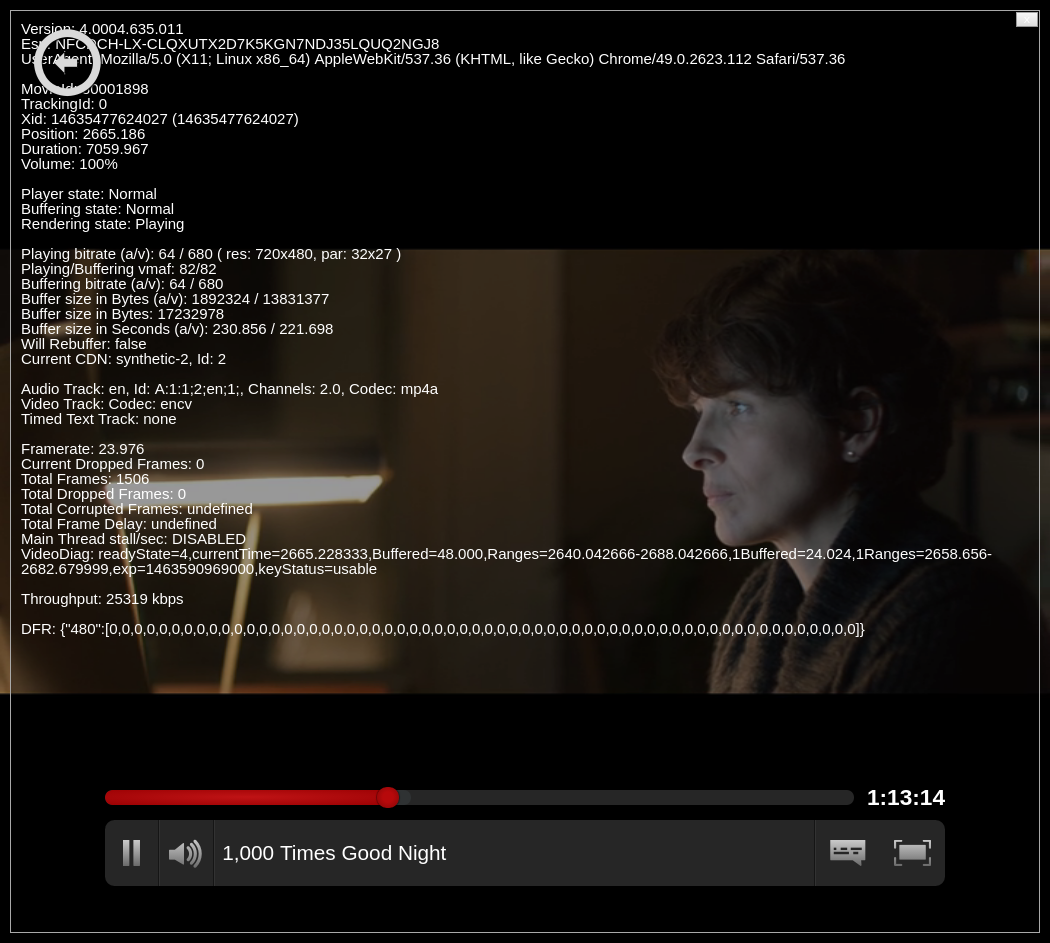 Version: 4.0004.635.011
Esn: NFCDCH-LX-CLQXUTX2D7K5KGN7NDJ35LQUQ2NGJ8
UserAgent: Mozilla/5.0 (X11; Linux x86_64) AppleWebKit/537.36 (KHTML, like Gecko) Chrome/49.0.2623.112 Safari/537.36
MovieId: 80001898
TrackingId: 0
Xid: 14635477624027 (14635477624027)
Position: 2665.186
Duration: 7059.967
Volume: 100%
Player state: Normal
Buffering state: Normal
Rendering state: Playing
Playing bitrate (a/v): 64 / 680 ( res: 720x480, par: 32x27 )
Playing/Buffering vmaf: 82/82
Buffering bitrate (a/v): 64 / 680
Buffer size in Bytes (a/v): 1892324 / 13831377
Buffer size in Bytes: 17232978
Buffer size in Seconds (a/v): 230.856 / 221.698
Will Rebuffer: false
Current CDN: synthetic-2, Id: 2
Audio Track: en, Id: A:1:1;2;en;1;, Channels: 2.0, Codec: mp4a
Video Track: Codec: encv
Timed Text Track: none
Framerate: 23.976
Current Dropped Frames: 0
Total Frames: 1506
Total Dropped Frames: 0
Total Corrupted Frames: undefined
Total Frame Delay: undefined
Main Thread stall/sec: DISABLED
VideoDiag: readyState=4,currentTime=2665.228333,Buffered=48.000,Ranges=2640.042666-2688.042666,1Buffered=24.024,1Ranges=2658.656-
2682.679999,exp=1463590969000,keyStatus=usable
Throughput: 25319 kbps
DFR: {"480":[0,0,0,0,0,0,0,0,0,0,0,0,0,0,0,0,0,0,0,0,0,0,0,0,0,0,0,0,0,0,0,0,0,0,0,0,0,0,0,0,0,0,0,0,0,0,0,0,0,0,0,0,0,0,0,0,0,0,0,0]}
1:13:14
1,000 Times Good Night